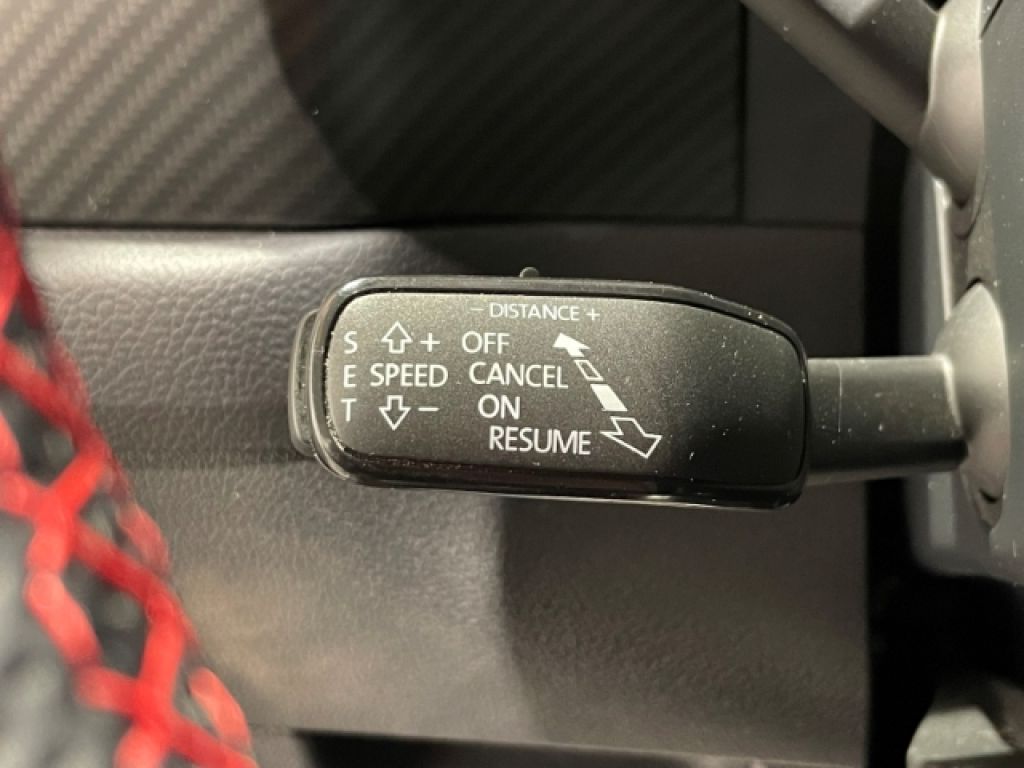 − DISTANCE +
S + OFF
E SPEED CANCEL
T − ON
RESUME